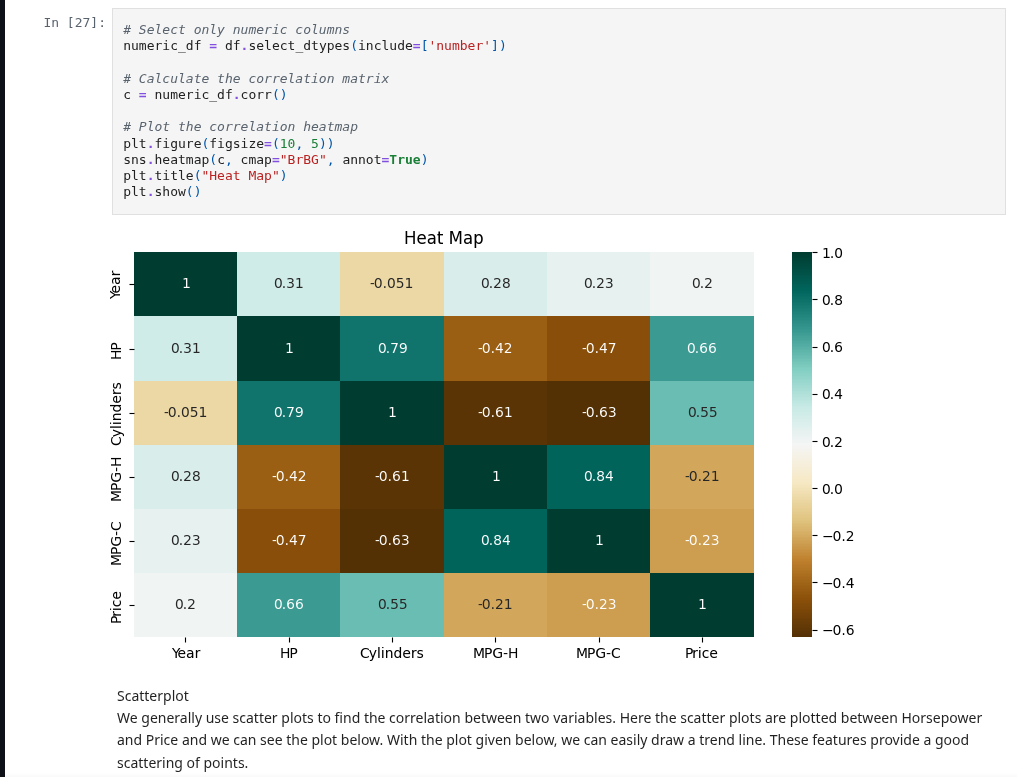 In [27]:
# Select only numeric columns
numeric_df = df.select_dtypes(include=['number'])
# Calculate the correlation matrix
c = numeric_df.corr()
# Plot the correlation heatmap
plt.figure(figsize=(10, 5))
sns.heatmap(c, cmap="BrBG", annot=True)
plt.title("Heat Map")
plt.show()
Heat Map
Year 1 0.31 -0.051 0.28 0.23 0.2
HP 0.31 1 0.79 -0.42 -0.47 0.66
Cylinders -0.051 0.79 1 -0.61 -0.63 0.55
MPG-H 0.28 -0.42 -0.61 1 0.84 -0.21
MPG-C 0.23 -0.47 -0.63 0.84 1 -0.23
Price 0.2 0.66 0.55 -0.21 -0.23 1
Year HP Cylinders MPG-H MPG-C Price
1.0
0.8
0.6
0.4
0.2
0.0
−0.2
−0.4
−0.6
Scatterplot
We generally use scatter plots to find the correlation between two variables. Here the scatter plots are plotted between Horsepower
and Price and we can see the plot below. With the plot given below, we can easily draw a trend line. These features provide a good
scattering of points.